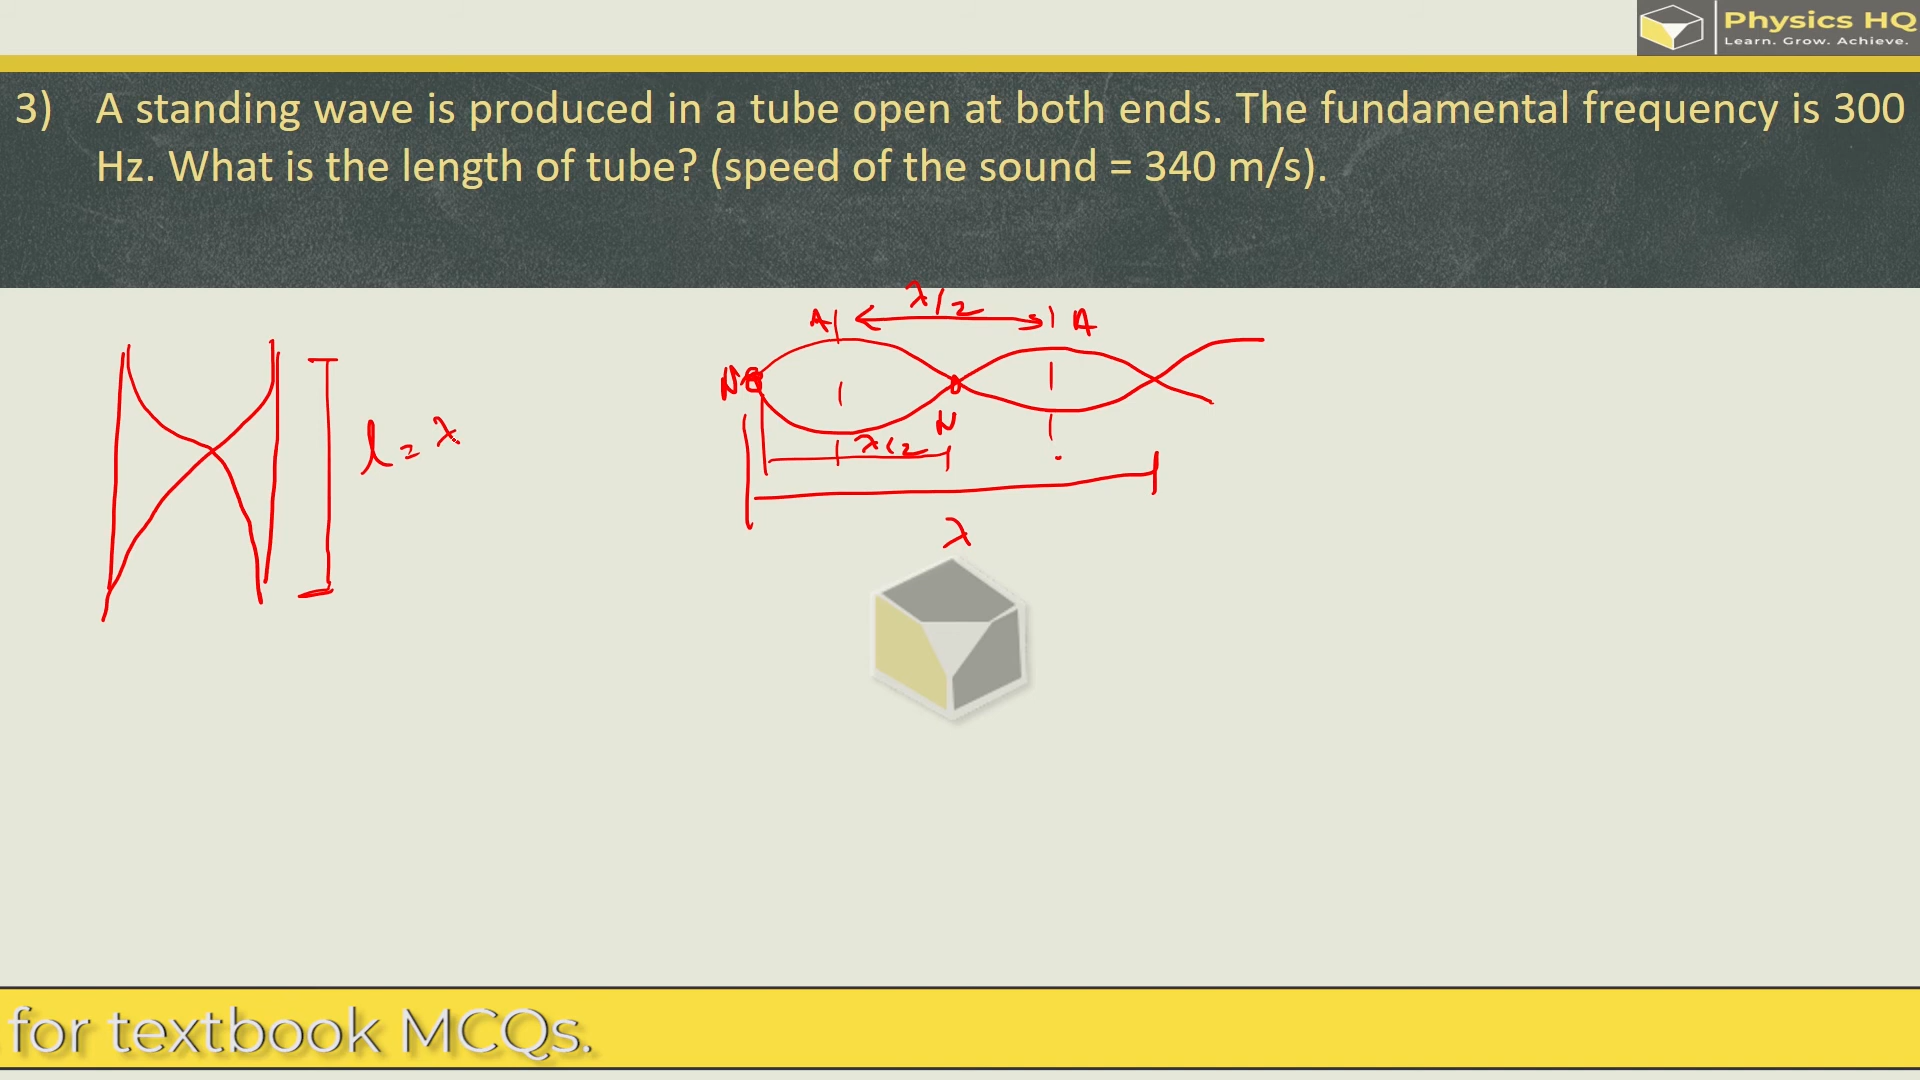 Physics HQ
Learn. Grow. Achieve.
3) A standing wave is produced in a tube open at both ends. The fundamental frequency is 300
Hz. What is the length of tube? (speed of the sound = 340 m/s).
λ/2
A A
N
N
l = λ
λ/2
λ
for textbook MCQs.